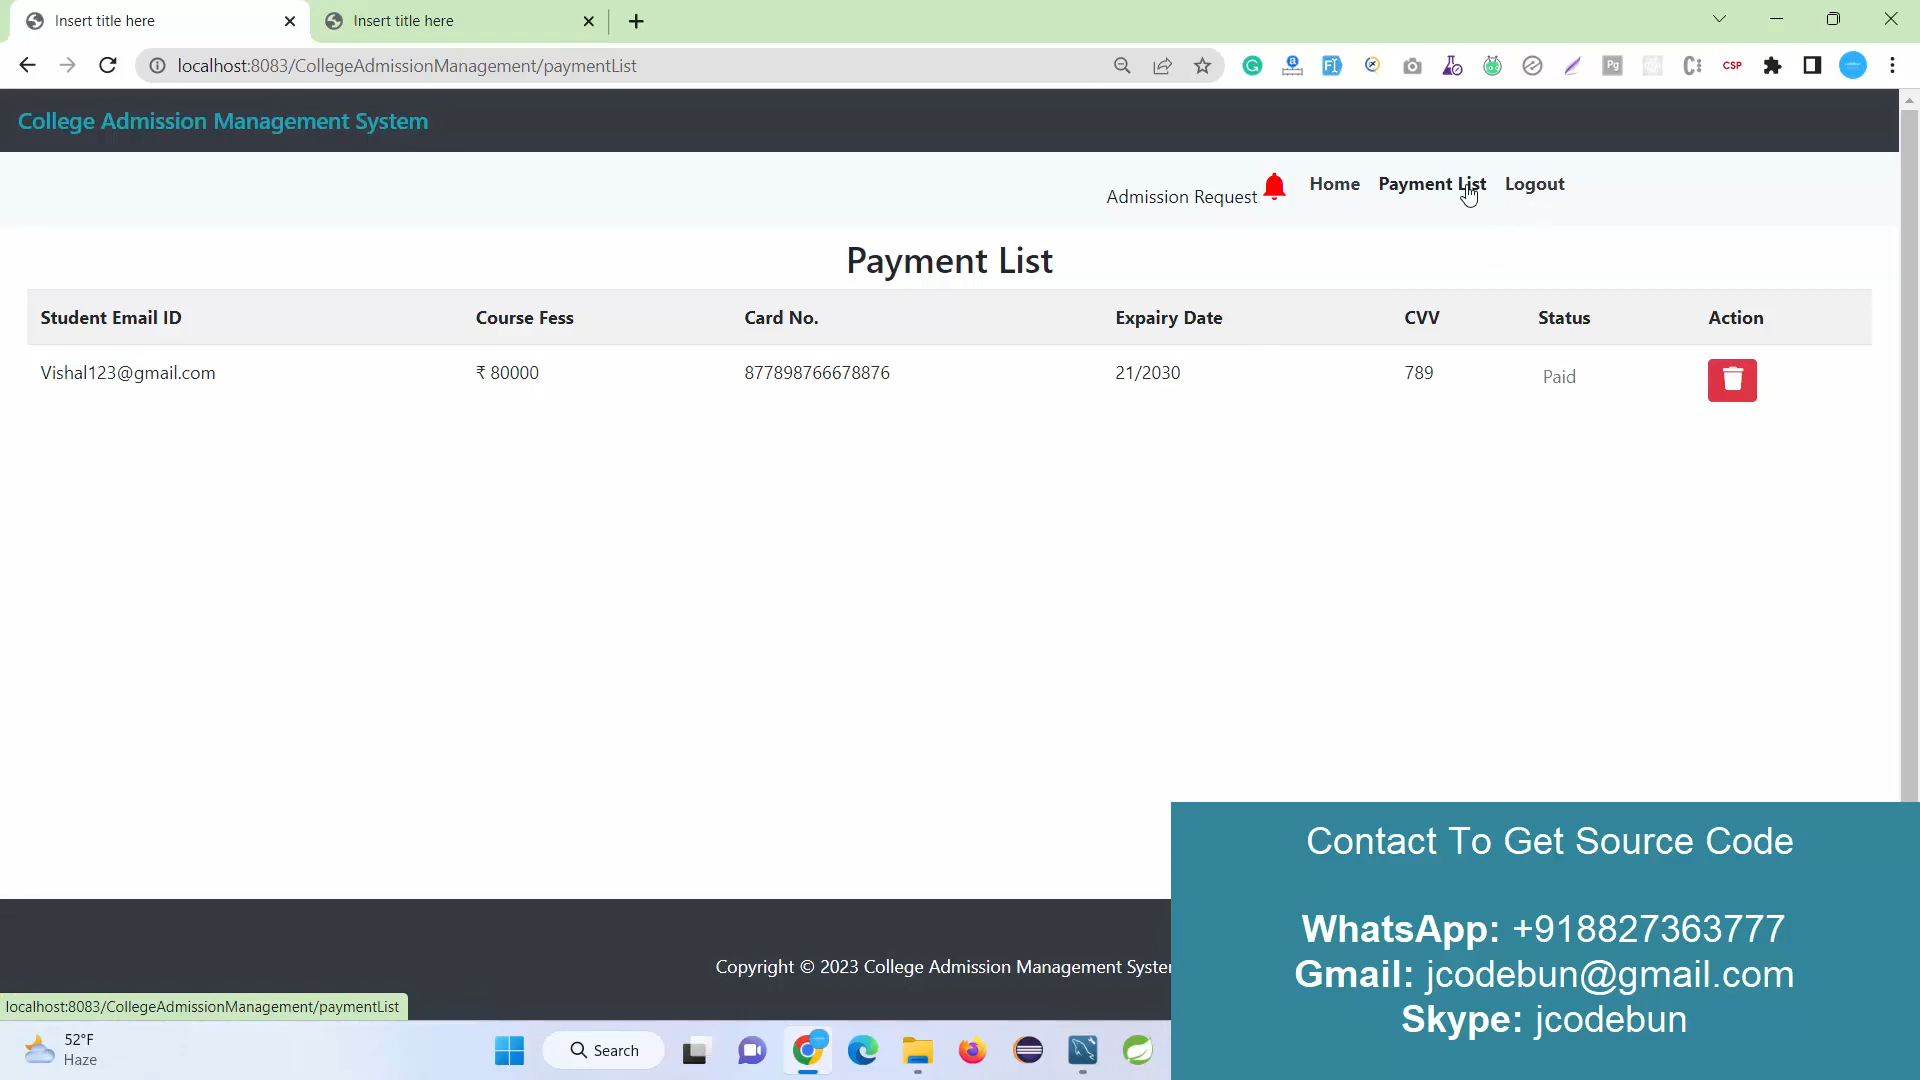 Insert title here
Insert title here
localhost:8083/CollegeAdmissionManagement/paymentList
CSP
College Admission Management System
Admission Request
Home
Payment List
Logout
Payment List
Student Email ID
Course Fess
Card No.
Expairy Date
CVV
Status
Action
Vishal123@gmail.com
₹ 80000
877898766678876
21/2030
789
Paid
Copyright © 2023 College Admission Management Syste
Contact To Get Source Code
WhatsApp: +918827363777
Gmail: jcodebun@gmail.com
Skype: jcodebun
localhost:8083/CollegeAdmissionManagement/paymentList
52°F
Haze
Search